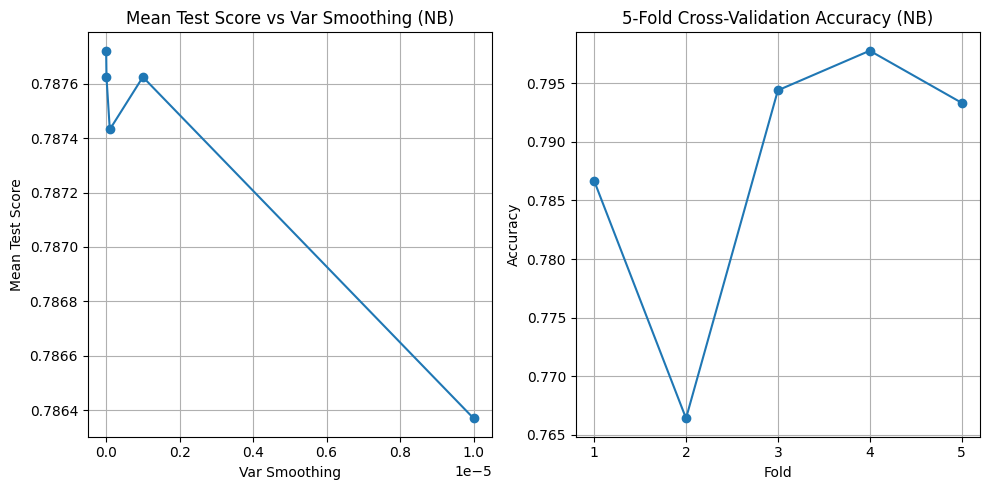 Mean Test Score vs Var Smoothing (NB)
Mean Test Score
0.7876
0.7874
0.7872
0.7870
0.7868
0.7866
0.7864
0.0 0.2 0.4 0.6 0.8 1.0
1e−5
Var Smoothing
5-Fold Cross-Validation Accuracy (NB)
Accuracy
0.795
0.790
0.785
0.780
0.775
0.770
0.765
1 2 3 4 5
Fold